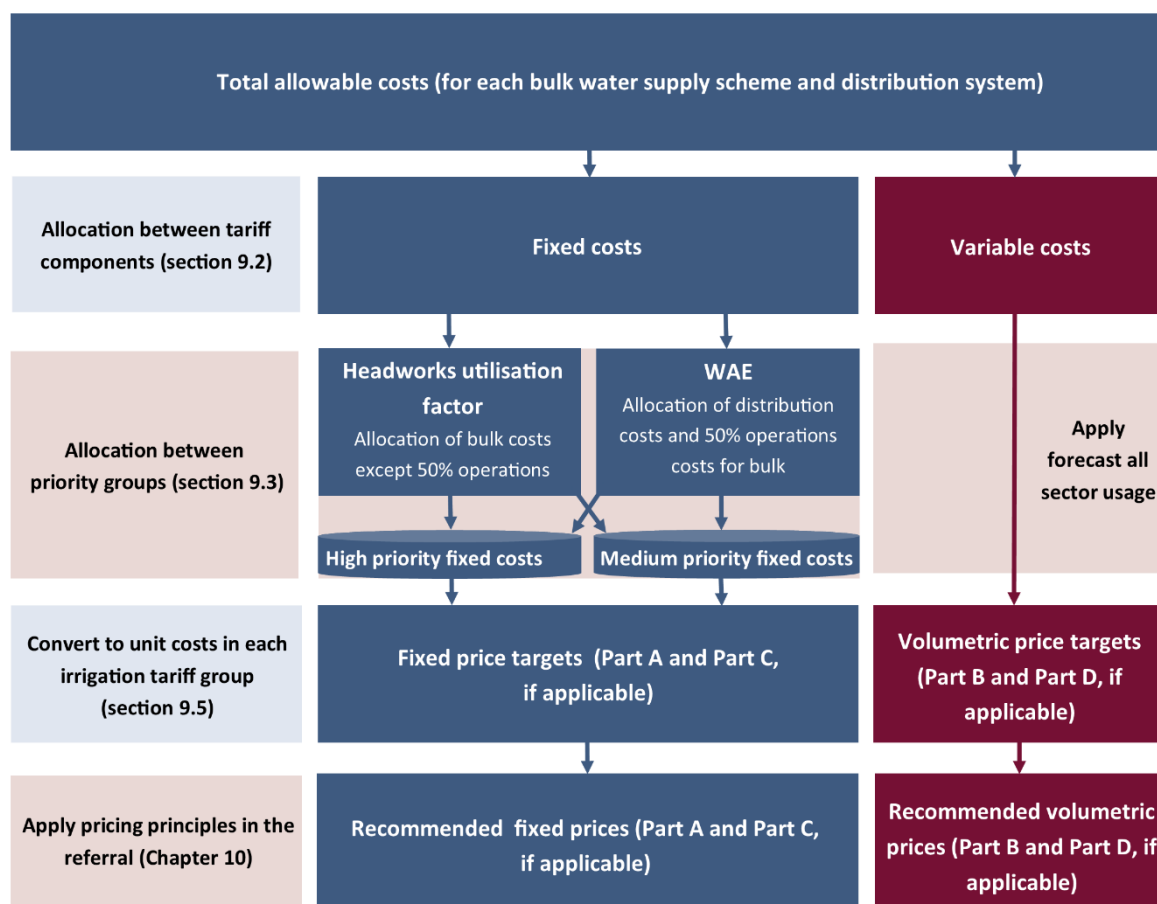 Total allowable costs (for each bulk water supply scheme and distribution system)
Allocation between tariff
components (section 9.2)
Fixed costs
Variable costs
Allocation between
priority groups (section 9.3)
Headworks utilisation
factor
Allocation of bulk costs
except 50% operations
WAE
Allocation of distribution
costs and 50% operations
costs for bulk
Apply
forecast all
sector usage
High priority fixed costs
Medium priority fixed costs
Convert to unit costs in each
irrigation tariff group
(section 9.5)
Fixed price targets (Part A and Part C,
if applicable)
Volumetric price targets
(Part B and Part D, if
applicable)
Apply pricing principles in the
referral (Chapter 10)
Recommended fixed prices (Part A and Part C,
if applicable)
Recommended volumetric
prices (Part B and Part D, if
applicable)